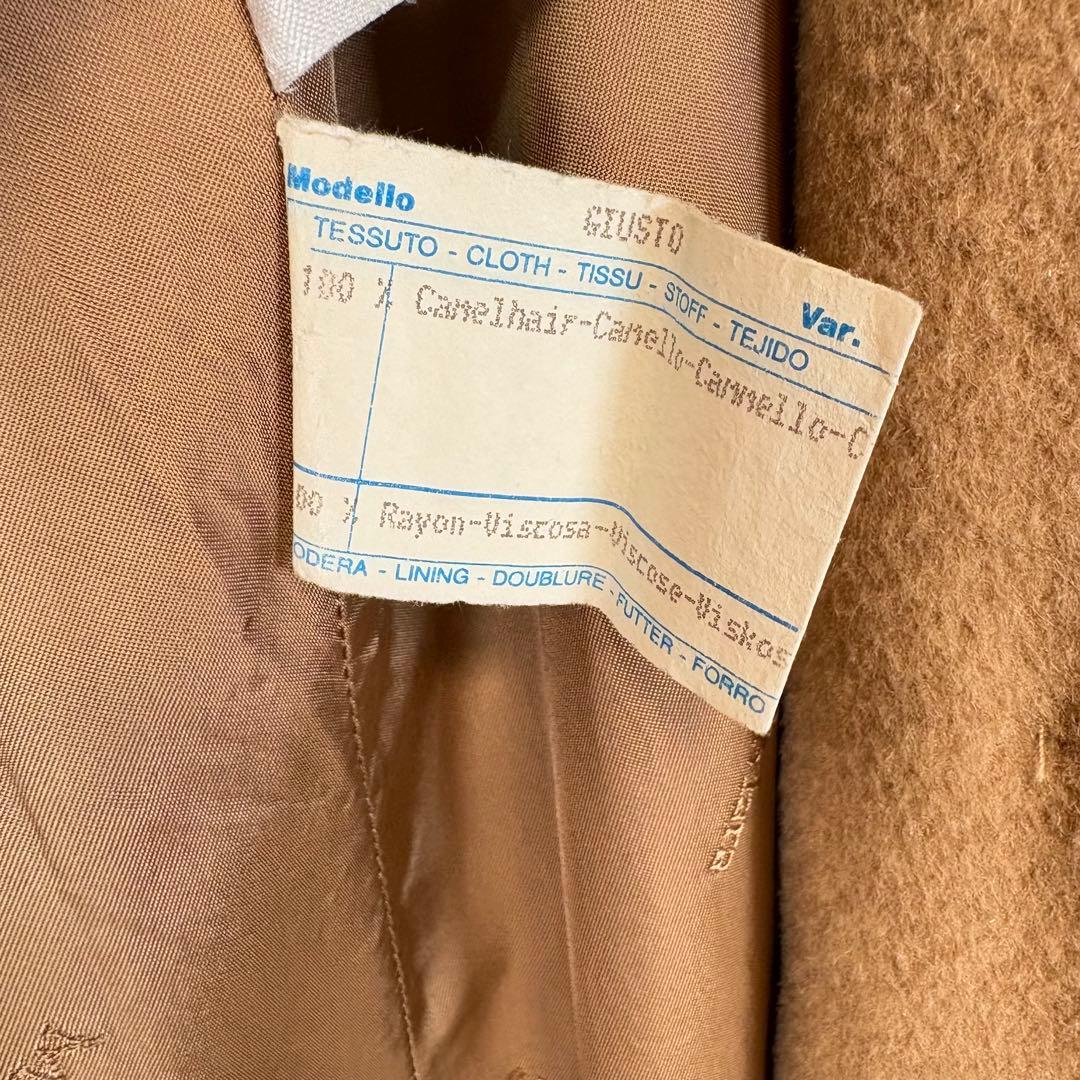 Modello GIUSTO Var.
TESSUTO - CLOTH - TISSU - STOFF - TEJIDO
100 % Camelhair-Camello-Cammello-C
00 % Rayon-Viscosa-Viscose-Viskos
ODERA - LINING - DOUBLURE - FUTTER - FORRO